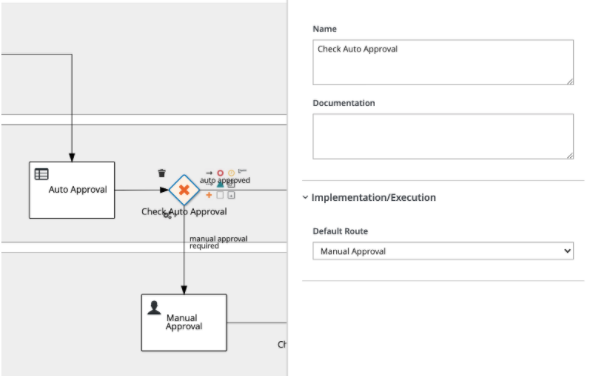 Name
Check Auto Approval
Documentation
Implementation/Execution
Default Route
Manual Approval
Auto Approval
auto approved
Check Auto Approval
manual approval
required
Manual
Approval
Ch